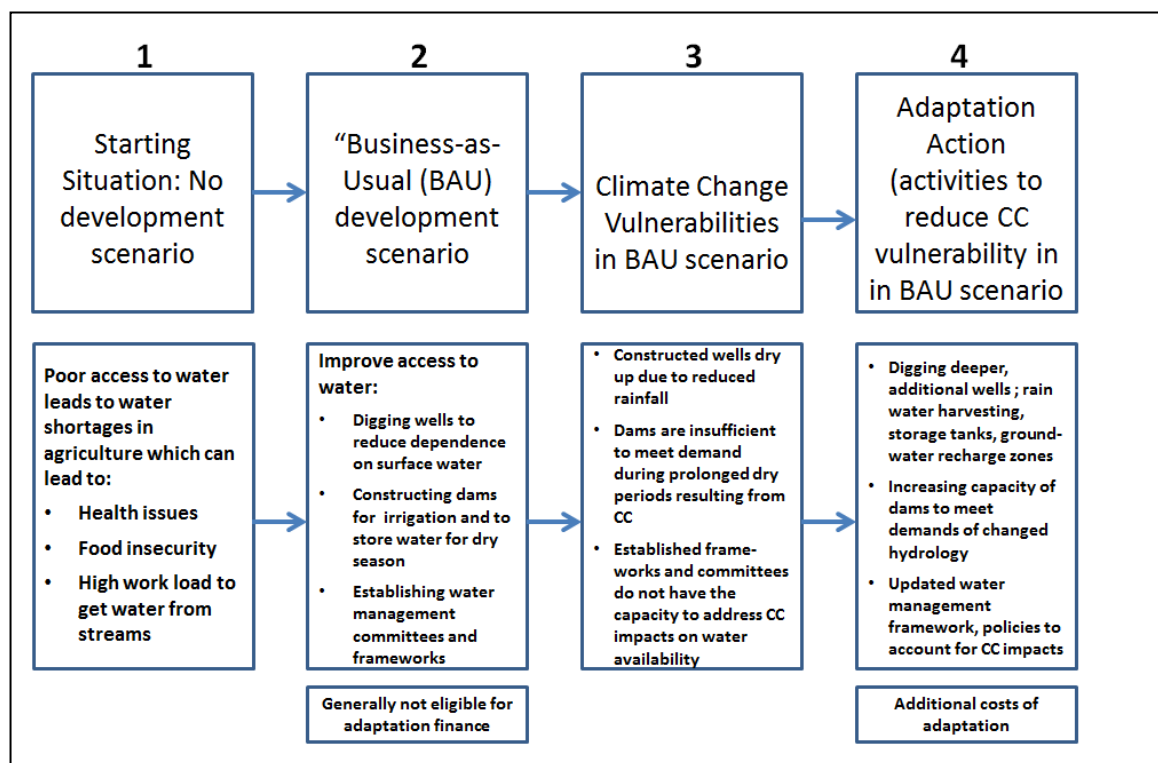 1
Starting
Situation: No
development
scenario
2
“Business-as-
Usual (BAU)
development
scenario
3
Climate Change
Vulnerabilities
in BAU scenario
4
Adaptation
Action
(activities to
reduce CC
vulnerability in
in BAU scenario
Poor access to water
leads to water
shortages in
agriculture which can
lead to:
• Health issues
• Food insecurity
• High work load to
get water from
streams
Improve access to
water:
• Digging wells to
reduce dependence
on surface water
• Constructing dams
for irrigation and to
store water for dry
season
• Establishing water
management
committees and
frameworks
• Constructed wells dry
up due to reduced
rainfall
• Dams are insufficient
to meet demand
during prolonged dry
periods resulting from
CC
• Established frame-
works and committees
do not have the
capacity to address CC
impacts on water
availability
• Digging deeper,
additional wells ; rain
water harvesting,
storage tanks, ground-
water recharge zones
• Increasing capacity of
dams to meet
demands of changed
hydrology
• Updated water
management
framework, policies to
account for CC impacts
Generally not eligible for
adaptation finance
Additional costs of
adaptation